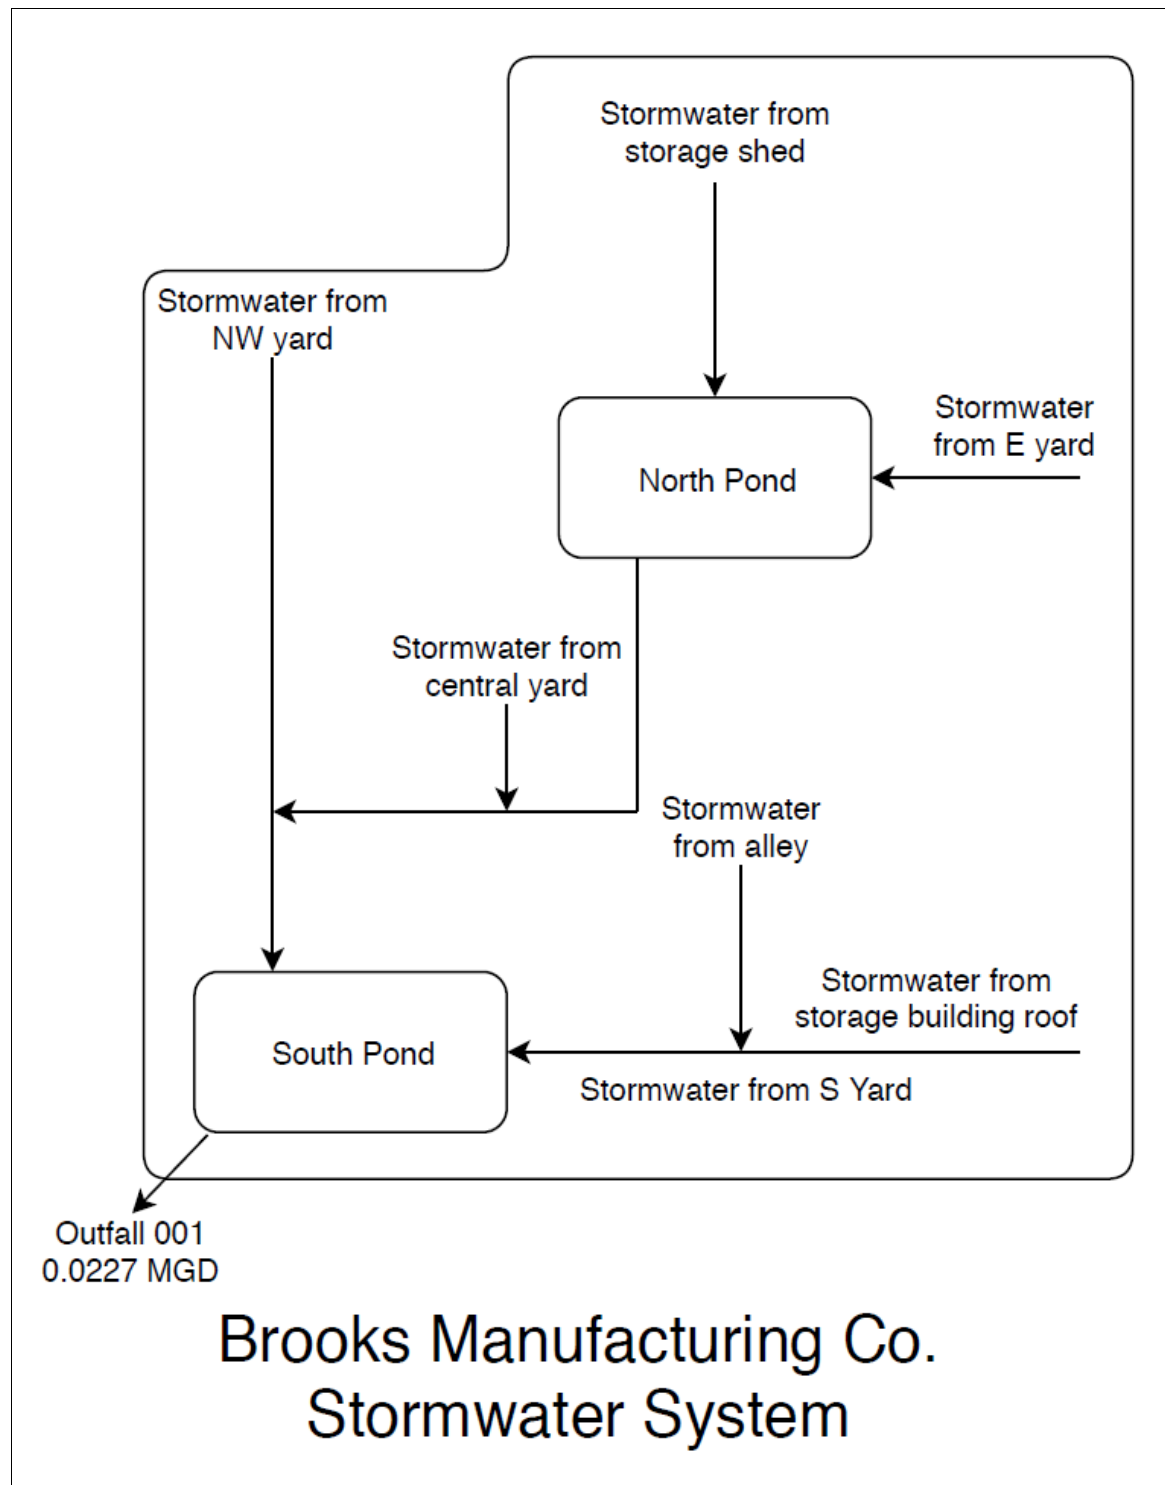 Stormwater from
storage shed
Stormwater from
NW yard
Stormwater
from E yard
North Pond
Stormwater from
central yard
Stormwater
from alley
Stormwater from
storage building roof
South Pond
Stormwater from S Yard
Outfall 001
0.0227 MGD
Brooks Manufacturing Co.
Stormwater System